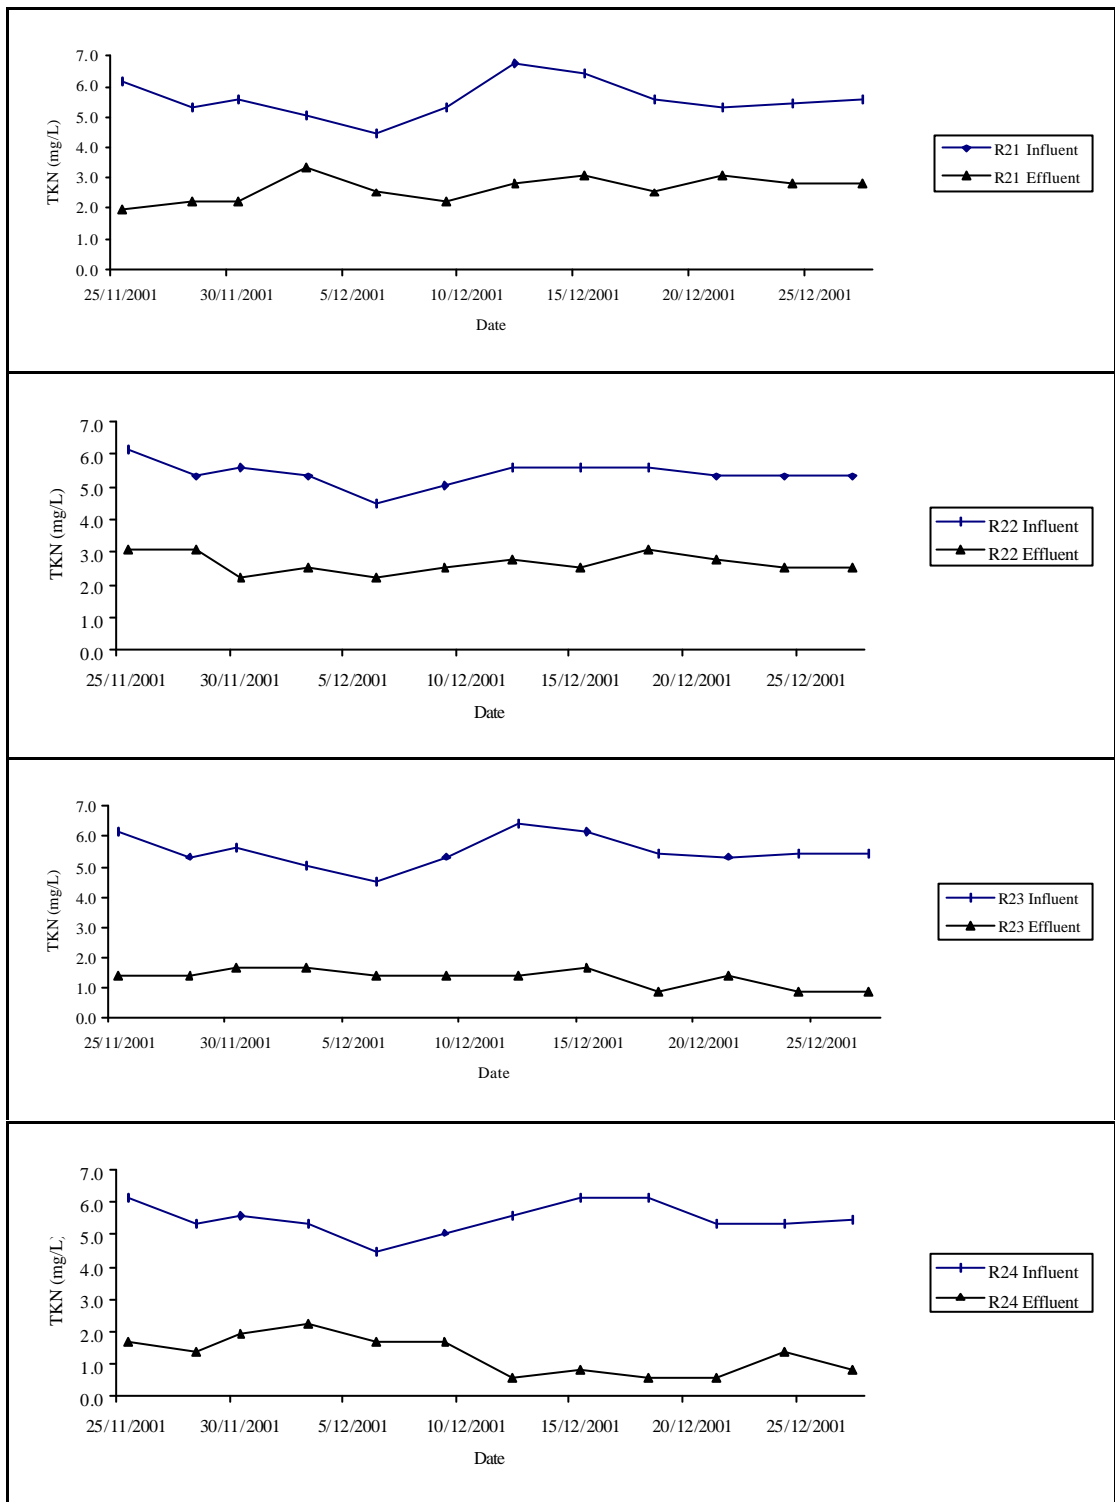 7.0
6.0
5.0
4.0
3.0
2.0
1.0
0.0
TKN (mg/L)
25/11/2001 30/11/2001 5/12/2001 10/12/2001 15/12/2001 20/12/2001 25/12/2001
Date
R21 Influent
R21 Effluent
7.0
6.0
5.0
4.0
3.0
2.0
1.0
0.0
TKN (mg/L)
25/11/2001 30/11/2001 5/12/2001 10/12/2001 15/12/2001 20/12/2001 25/12/2001
Date
R22 Influent
R22 Effluent
7.0
6.0
5.0
4.0
3.0
2.0
1.0
0.0
TKN (mg/L)
25/11/2001 30/11/2001 5/12/2001 10/12/2001 15/12/2001 20/12/2001 25/12/2001
Date
R23 Influent
R23 Effluent
7.0
6.0
5.0
4.0
3.0
2.0
1.0
0.0
TKN (mg/L)
25/11/2001 30/11/2001 5/12/2001 10/12/2001 15/12/2001 20/12/2001 25/12/2001
Date
R24 Influent
R24 Effluent